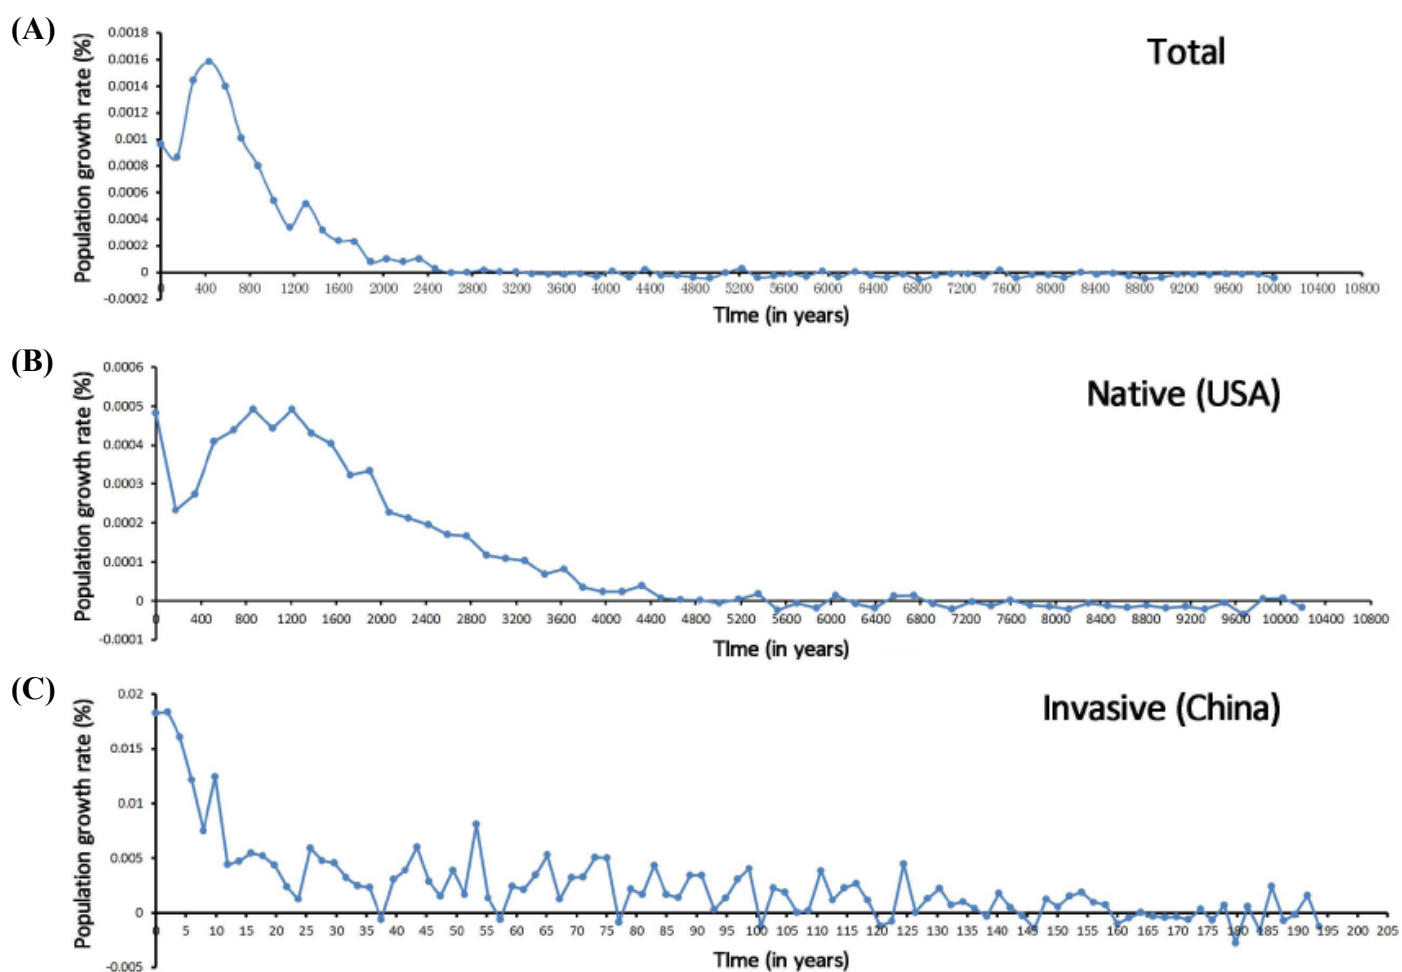 (A)
Total
Population growth rate (%)
0.0018
0.0016
0.0014
0.0012
0.001
0.0008
0.0006
0.0004
0.0002
0
-0.0002
0 400 800 1200 1600 2000 2400 2800 3200 3600 4000 4400 4800 5200 5600 6000 6400 6800 7200 7600 8000 8400 8800 9200 9600 10000 10400 10800
TIme (in years)
(B)
Native (USA)
Population growth rate (%)
0.0006
0.0005
0.0004
0.0003
0.0002
0.0001
0
-0.0001
0 400 800 1200 1600 2000 2400 2800 3200 3600 4000 4400 4800 5200 5600 6000 6400 6800 7200 7600 8000 8400 8800 9200 9600 10000 10400 10800
TIme (in years)
(C)
Invasive (China)
Population growth rate (%)
0.02
0.015
0.01
0.005
0
-0.005
0 5 10 15 20 25 30 35 40 45 50 55 60 65 70 75 80 85 90 95 100 105 110 115 120 125 130 135 140 145 150 155 160 165 170 175 180 185 190 195 200 205
TIme (in years)